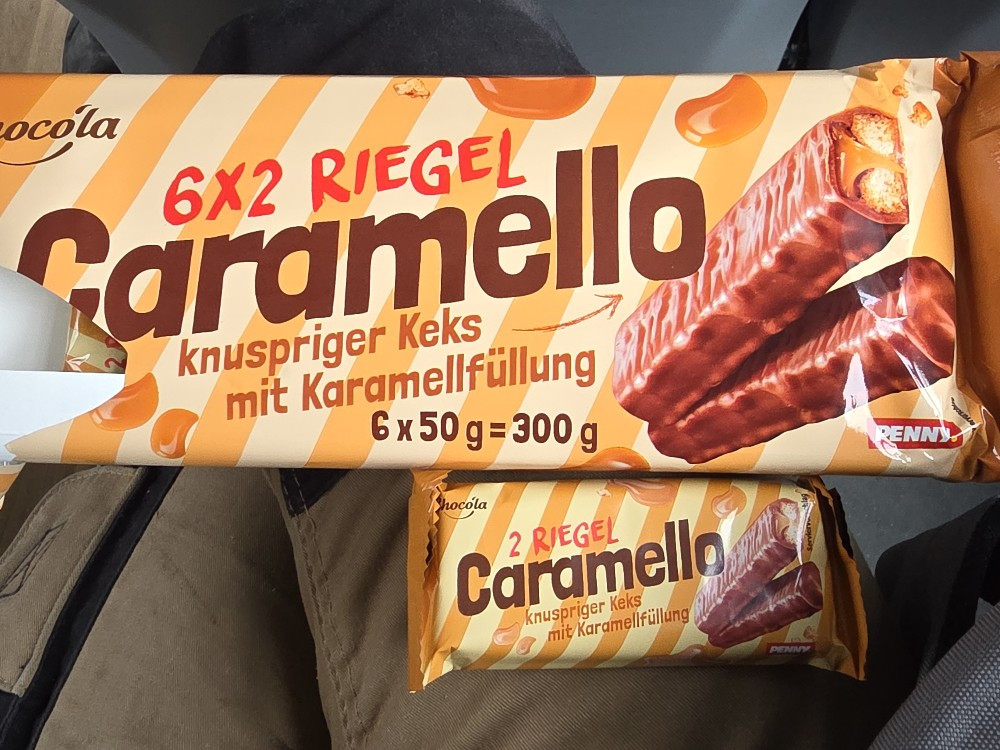 hocola
6X2 RIEGEL
Caramello
knuspriger Keks
mit Karamellfüllung
6 x 50 g = 300 g
PENNY.
Chocola
2 RIEGEL
Caramello
knuspriger Keks
mit Karamellfüllung
PENNY.